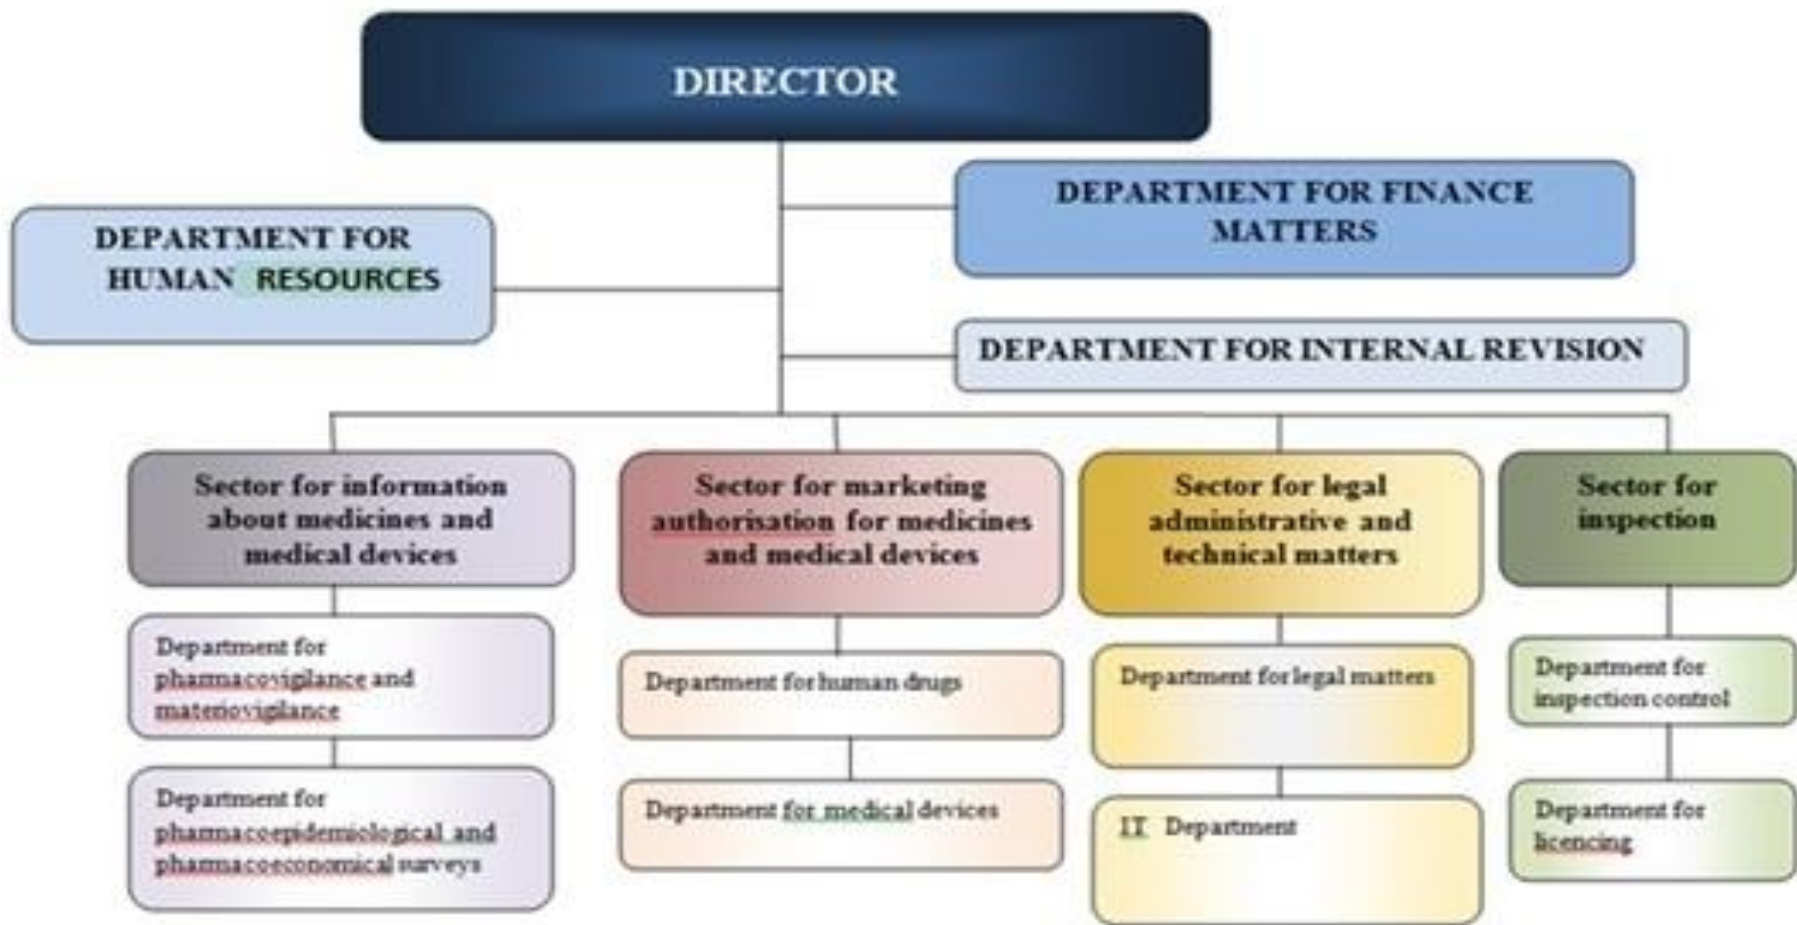 DIRECTOR
DEPARTMENT FOR FINANCE
MATTERS
DEPARTMENT FOR
HUMAN RESOURCES
DEPARTMENT FOR INTERNAL REVISION
Sector for information
about medicines and
medical devices
Sector for marketing
authorisation for medicines
and medical devices
Sector for legal
administrative and
technical matters
Sector for
inspection
Department for
pharmacovigilance and
materiovigilance
Department for human drugs
Department for legal matters
Department for
inspection control
Department for
pharmacoepidemiological and
pharmacoeconomical surveys
Department for medical devices
IT Department
Department for
licencing